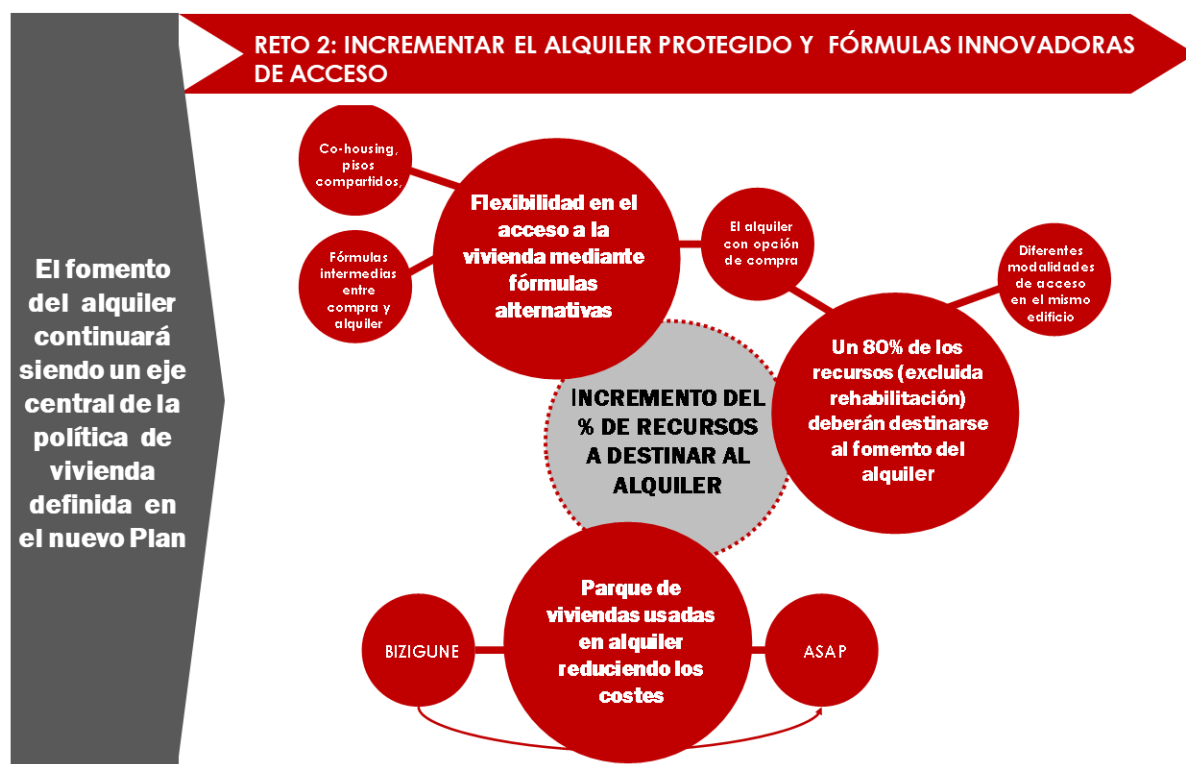 RETO 2: INCREMENTAR EL ALQUILER PROTEGIDO Y FÓRMULAS INNOVADORAS
DE ACCESO
El fomento
del alquiler
continuará
siendo un eje
central de la
política de
vivienda
definida en
el nuevo Plan
Co-housing,
pisos
compartidos,
Fórmulas
intermedias
entre
compra y
alquiler
Flexibilidad en el
acceso a la
vivienda mediante
fórmulas
alternativas
El alquiler
con opción
de compra
Diferentes
modalidades
de acceso
en el mismo
edificio
Un 80% de los
recursos (excluida
rehabilitación)
deberán destinarse
al fomento del
alquiler
INCREMENTO DEL
% DE RECURSOS
A DESTINAR AL
ALQUILER
Parque de
viviendas usadas
en alquiler
reduciendo los
costes
BIZIGUNE
ASAP